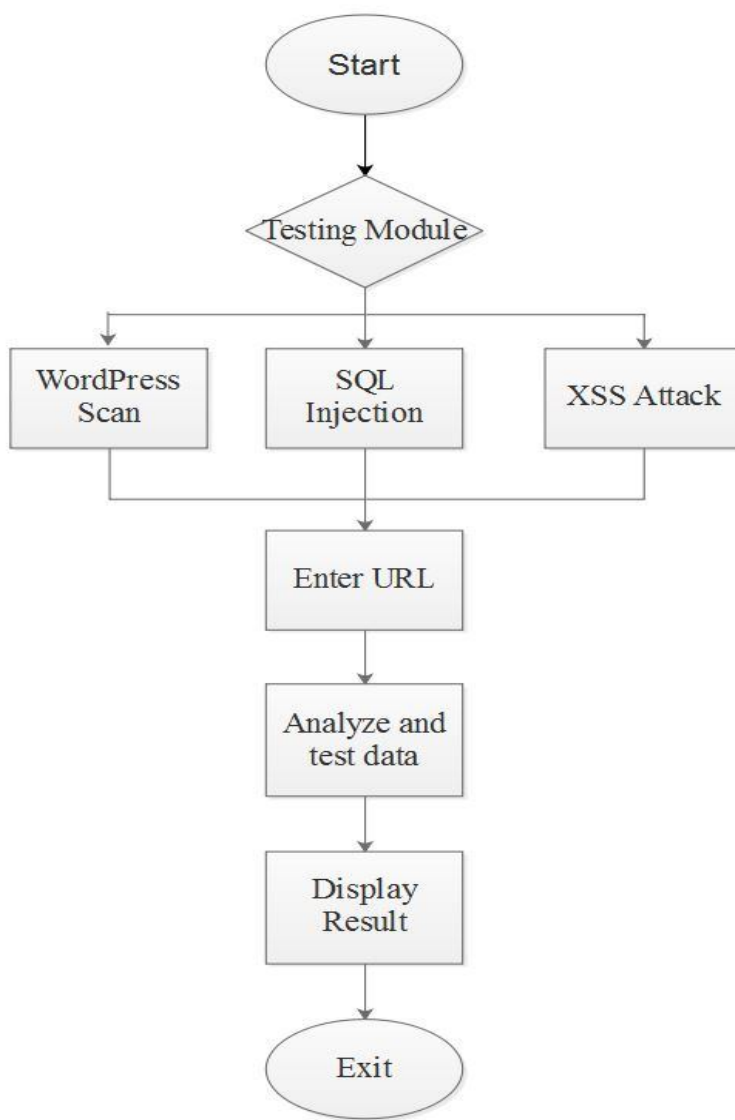 Start
Testing Module
WordPress
Scan
SQL
Injection
XSS Attack
Enter URL
Analyze and
test data
Display
Result
Exit